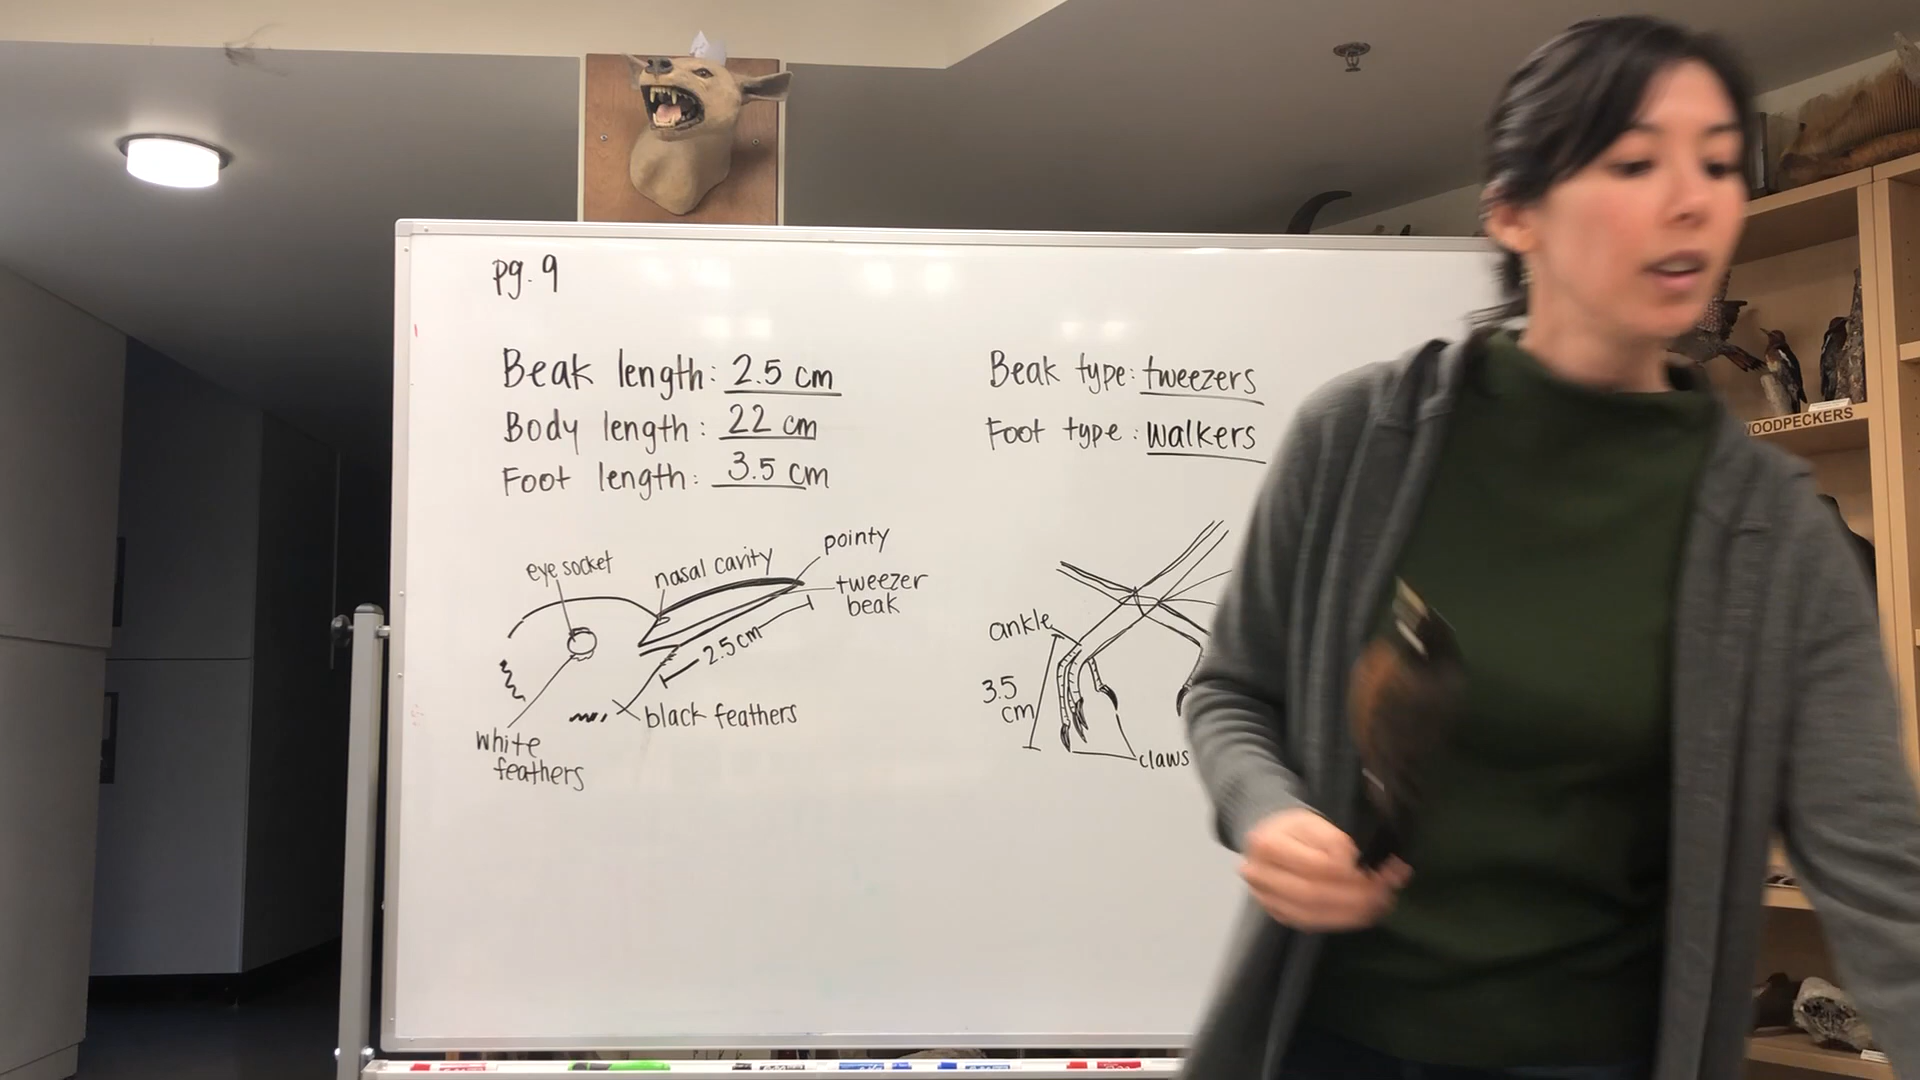 pg. 9
Beak length: 2.5 cm
Body length: 22 cm
Foot length: 3.5 cm
Beak type: tweezers
Foot type: walkers
eye socket
nasal cavity
pointy
tweezer
beak
2.5 cm
black feathers
white
feathers
ankle
3.5
cm
claws
OODPECKERS